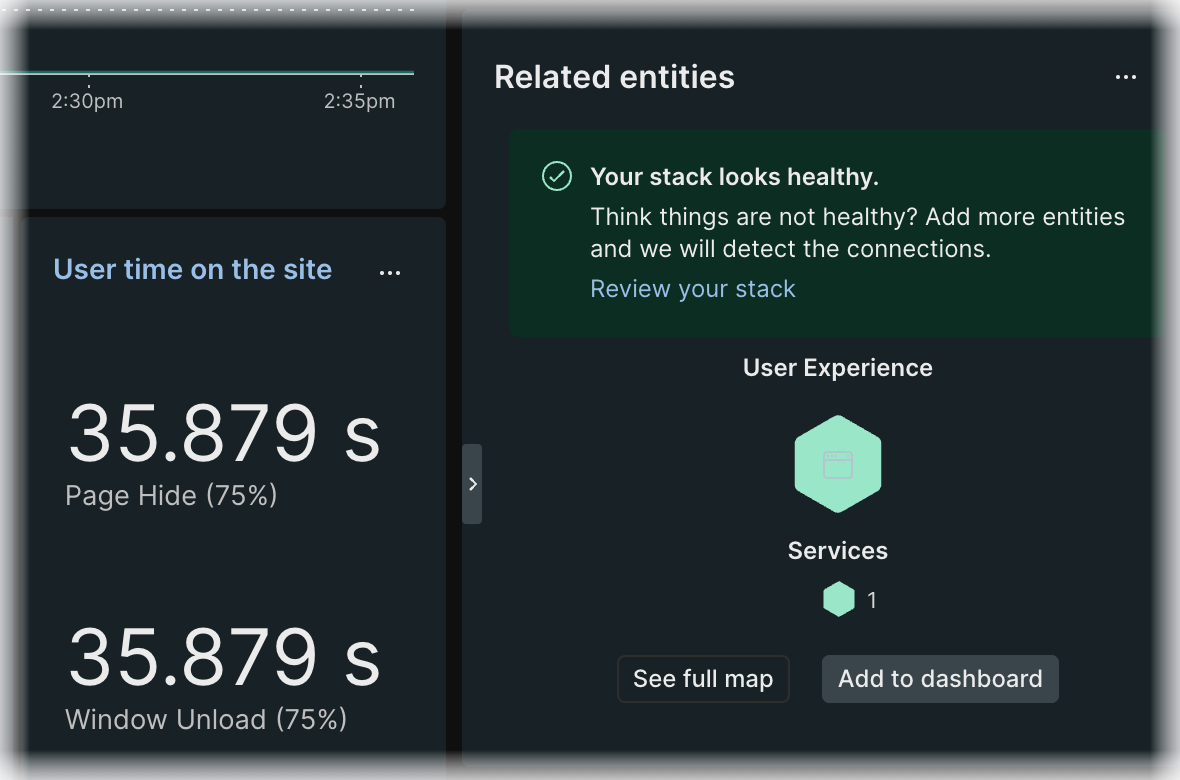 2:30pm 2:35pm
User time on the site
35.879 s
Page Hide (75%)
35.879 s
Window Unload (75%)
Related entities
Your stack looks healthy.
Think things are not healthy? Add more entities
and we will detect the connections.
Review your stack
User Experience
Services
1
See full map
Add to dashboard